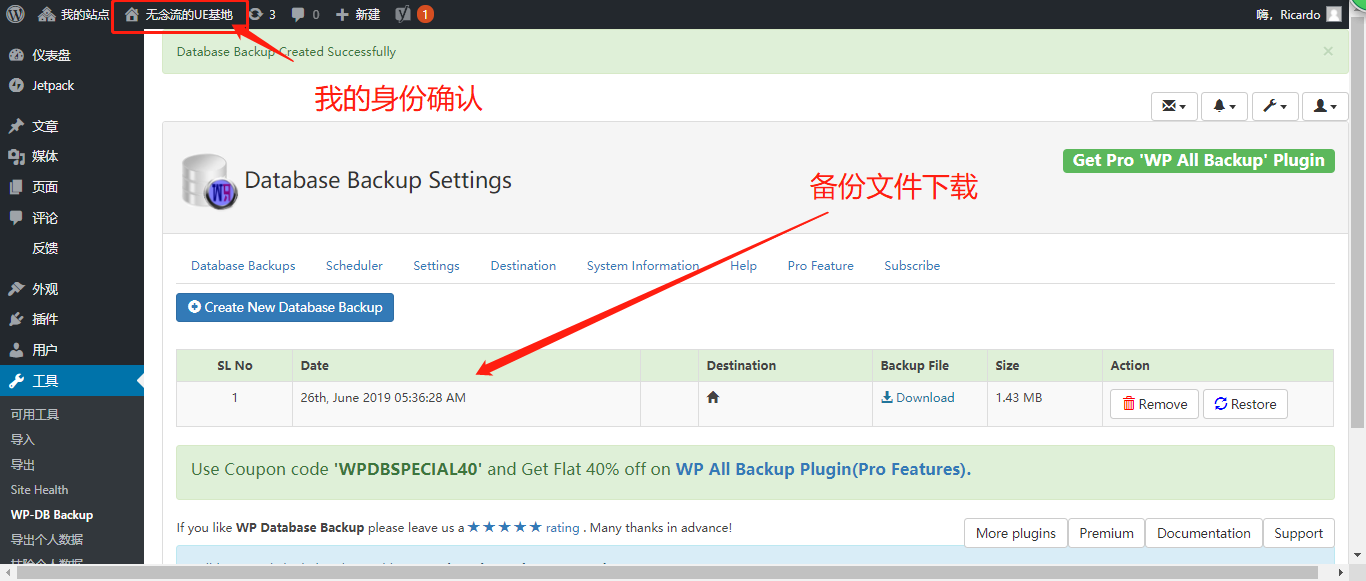 我的站点 无念流的UE基地 3 0 新建 1 嗨，Ricardo
仪表盘
Jetpack
文章
媒体
页面
评论
反馈
外观
插件
用户
工具
可用工具
导入
导出
Site Health
WP-DB Backup
导出个人数据
抹除个人数据
Database Backup Created Successfully ×
我的身份确认
Database Backup Settings
Get Pro 'WP All Backup' Plugin
备份文件下载
Database Backups Scheduler Settings Destination System Information Help Pro Feature Subscribe
Create New Database Backup
SL No Date Destination Backup File Size Action
1 26th, June 2019 05:36:28 AM Download 1.43 MB Remove Restore
Use Coupon code 'WPDBSPECIAL40' and Get Flat 40% off on WP All Backup Plugin(Pro Features).
If you like WP Database Backup please leave us a ★★★★★ rating . Many thanks in advance!
More plugins Premium Documentation Support